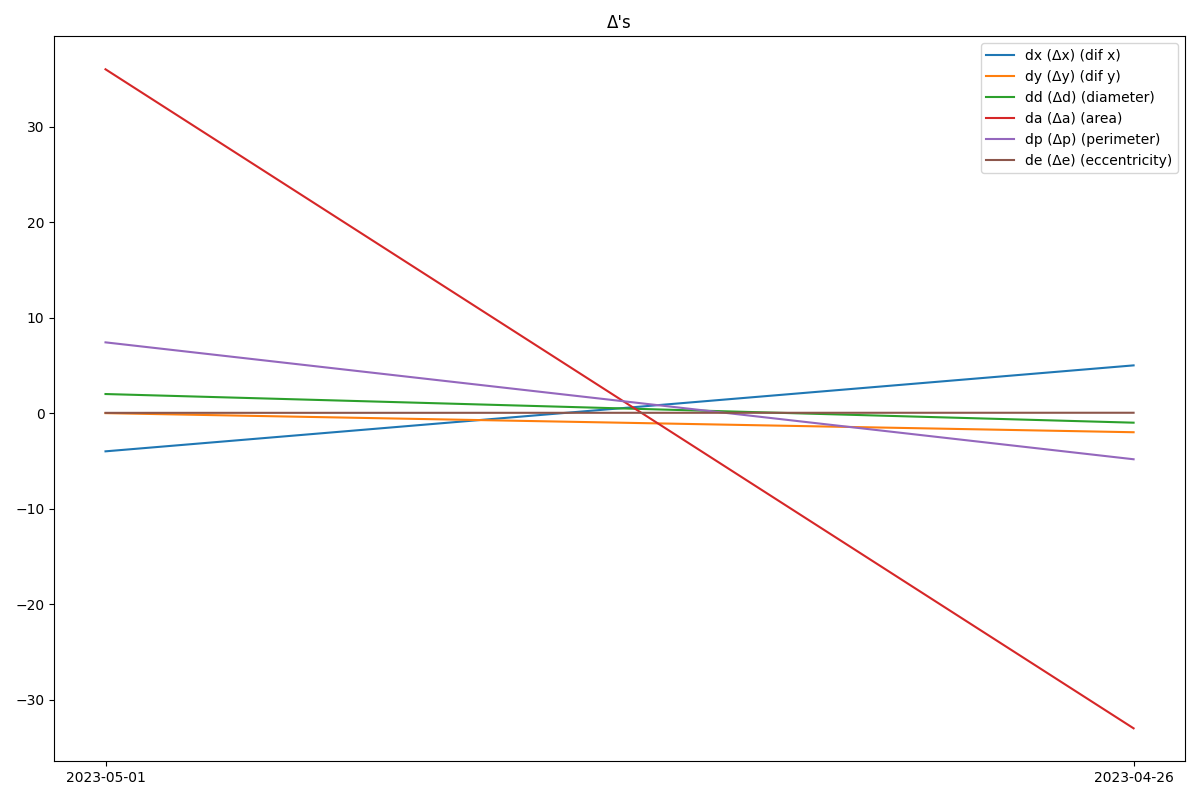 Δ's
dx (Δx) (dif x)
dy (Δy) (dif y)
dd (Δd) (diameter)
da (Δa) (area)
dp (Δp) (perimeter)
de (Δe) (eccentricity)
30
20
10
0
−10
−20
−30
2023-05-01
2023-04-26